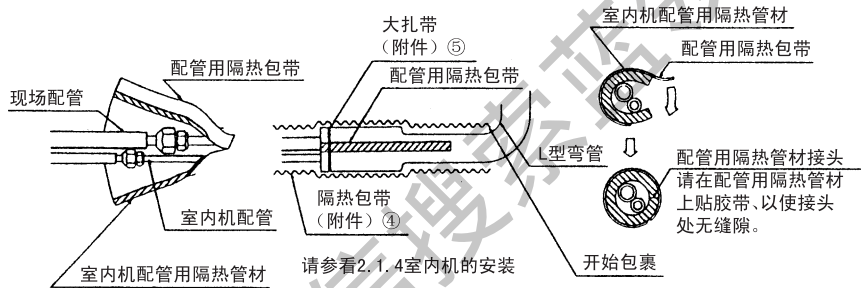 大扎带
（附件）⑤
室内机配管用隔热管材
配管用隔热包带
配管用隔热包带
配管用隔热包带
现场配管
L型弯管
配管用隔热管材接头
请在配管用隔热管材
上贴胶带、以使接头
处无缝隙。
隔热包带
（附件）④
室内机配管
室内机配管用隔热管材
请参看2.1.4室内机的安装
开始包裹